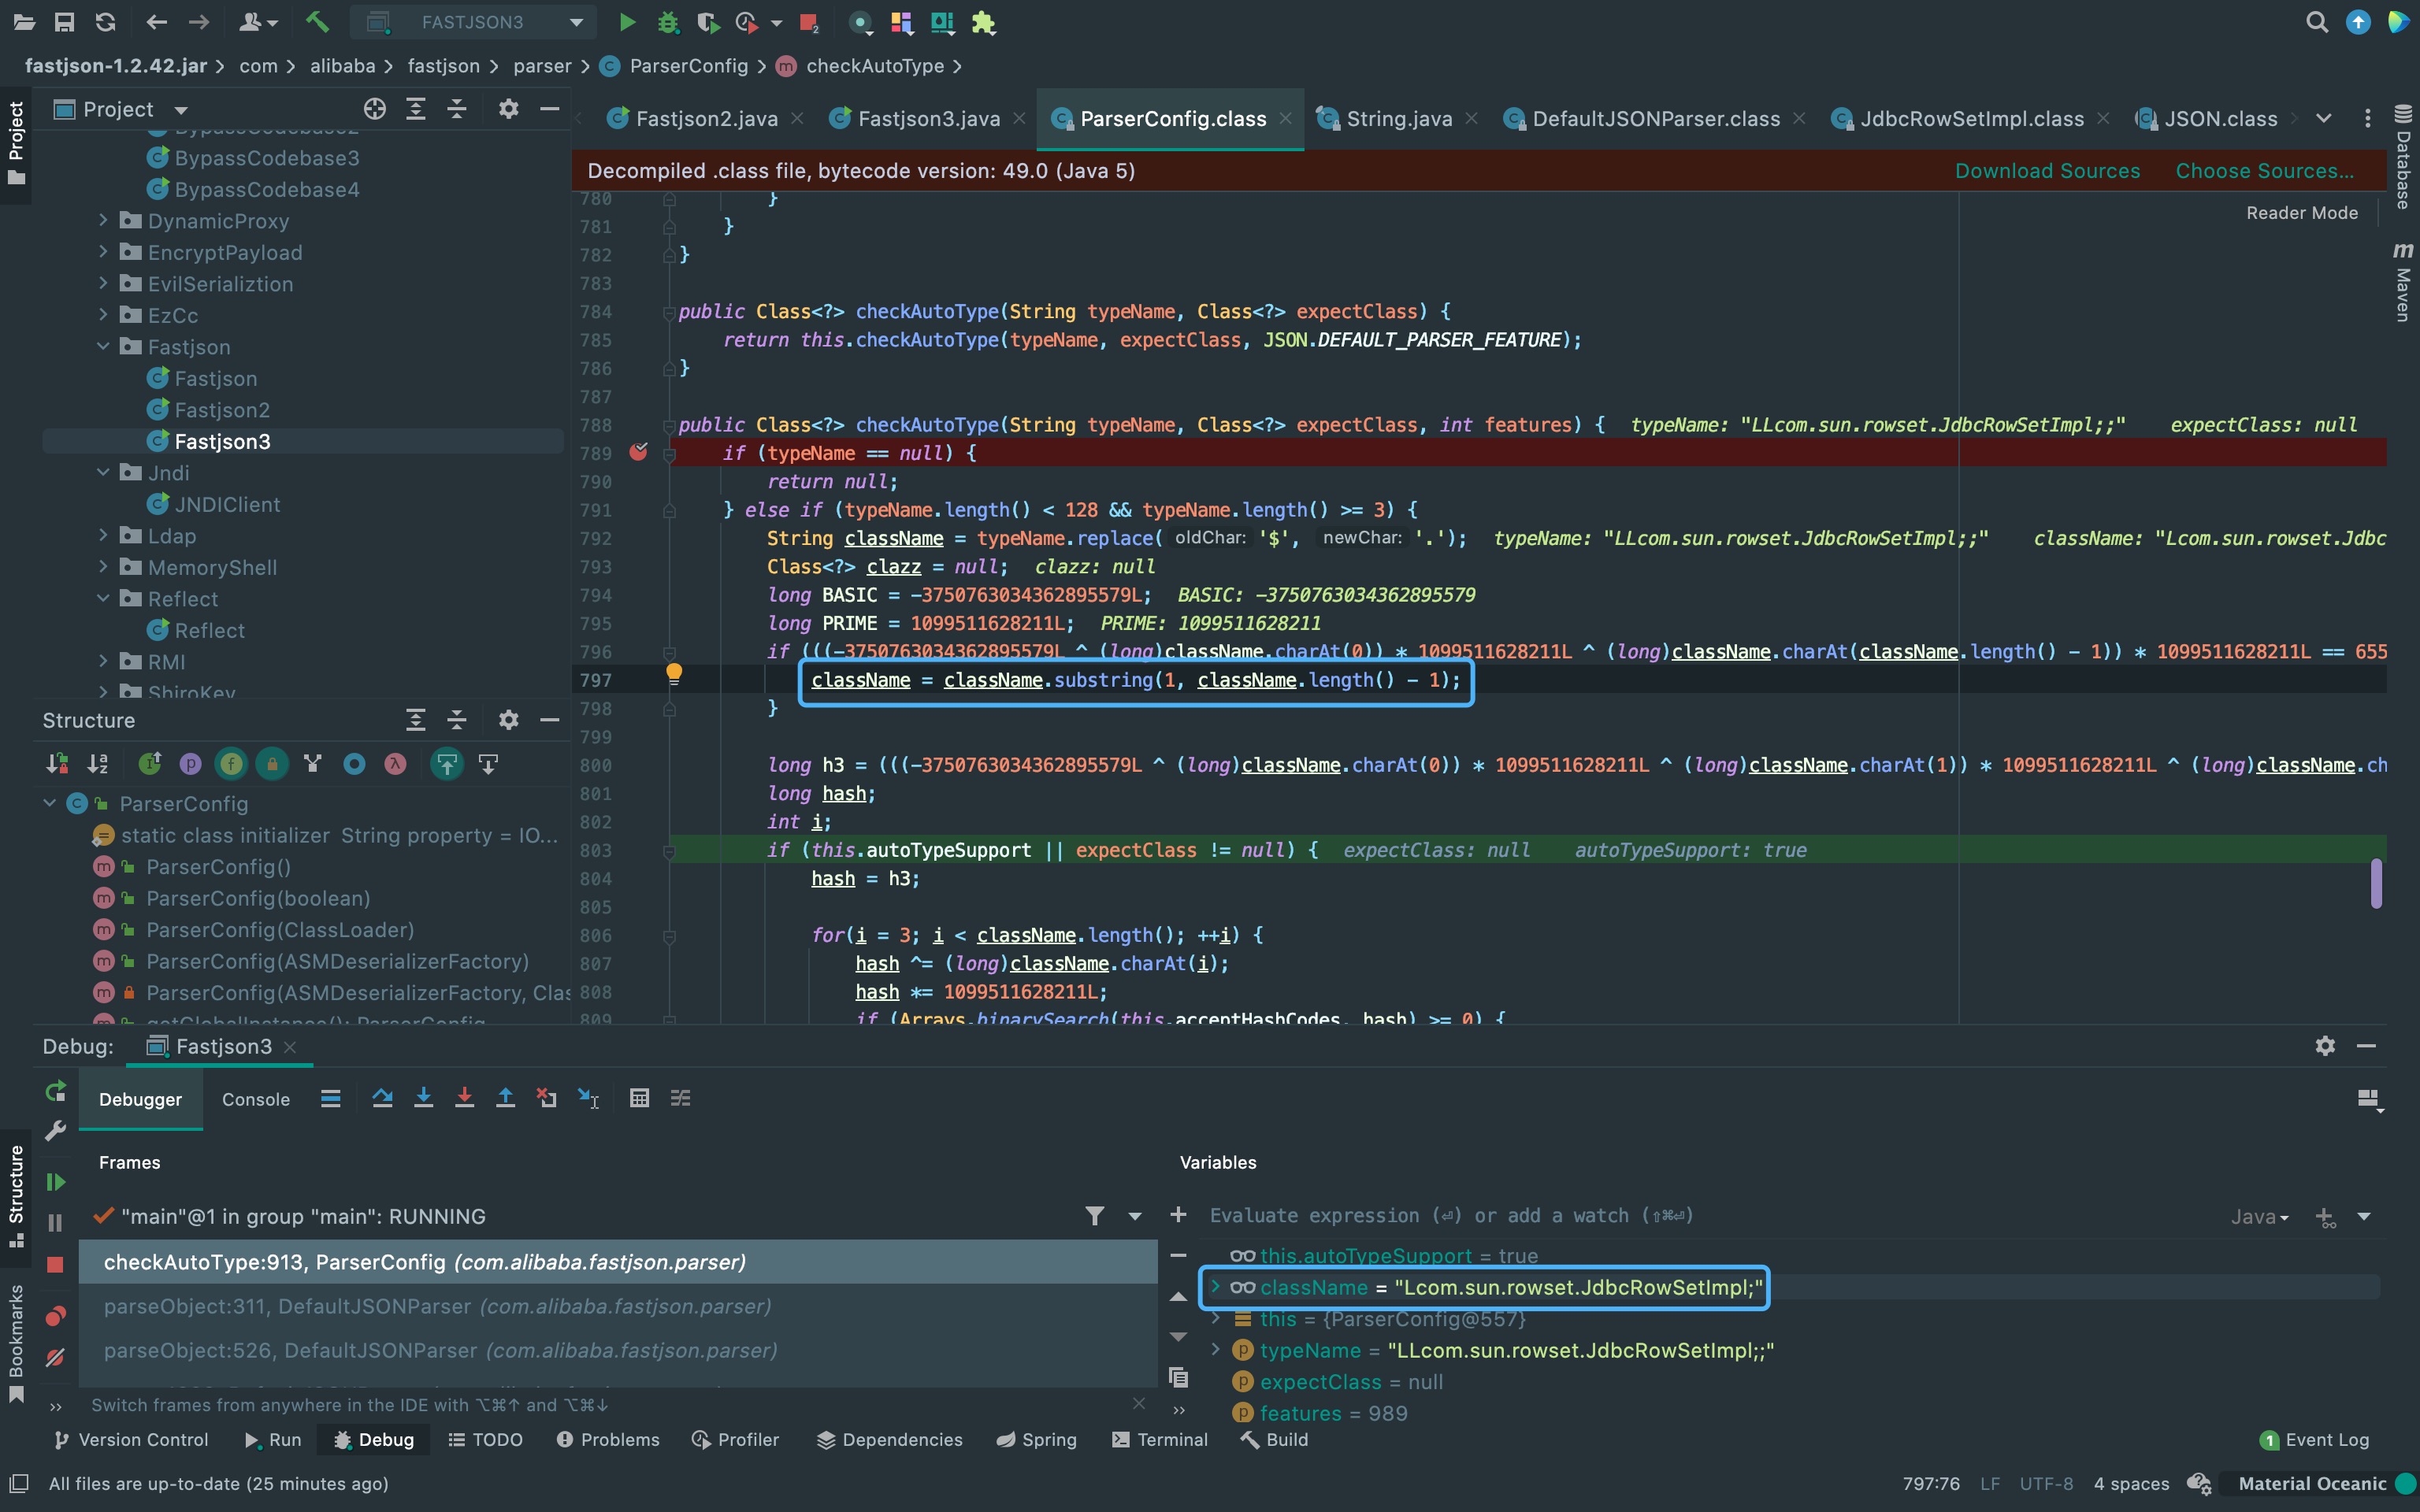 FASTJSON3
2
fastjson-1.2.42.jar > com > alibaba > fastjson > parser > ParserConfig > checkAutoType >
Project
Project
BypassCodebase2
BypassCodebase3
BypassCodebase4
DynamicProxy
EncryptPayload
EvilSerializtion
EzCc
Fastjson
Fastjson
Fastjson2
Fastjson3
Jndi
JNDIClient
Ldap
MemoryShell
Reflect
Reflect
RMI
ShiroKey
Structure
ParserConfig
static class initializer String property = IO...
ParserConfig()
ParserConfig(boolean)
ParserConfig(ClassLoader)
ParserConfig(ASMDeserializerFactory)
ParserConfig(ASMDeserializerFactory, Clas
getGlobalInstance(): ParserConfig
Fastjson2.java Fastjson3.java ParserConfig.class String.java DefaultJSONParser.class JdbcRowSetImpl.class JSON.class
Decompiled .class file, bytecode version: 49.0 (Java 5) Download Sources Choose Sources...
Reader Mode
Database
Maven
780 }
781 }
782 }
783
784 public Class<?> checkAutoType(String typeName, Class<?> expectClass) {
785 return this.checkAutoType(typeName, expectClass, JSON.DEFAULT_PARSER_FEATURE);
786 }
787
788 public Class<?> checkAutoType(String typeName, Class<?> expectClass, int features) { typeName: "LLcom.sun.rowset.JdbcRowSetImpl;;" expectClass: null
789 if (typeName == null) {
790 return null;
791 } else if (typeName.length() < 128 && typeName.length() >= 3) {
792 String className = typeName.replace( oldChar: '$', newChar: '.'); typeName: "LLcom.sun.rowset.JdbcRowSetImpl;;" className: "Lcom.sun.rowset.Jdbc
793 Class<?> clazz = null; clazz: null
794 long BASIC = -3750763034362895579L; BASIC: -3750763034362895579
795 long PRIME = 1099511628211L; PRIME: 1099511628211
796 if (((-3750763034362895579L ^ (long)className.charAt(0)) * 1099511628211L ^ (long)className.charAt(className.length() - 1)) * 1099511628211L == 655
797 className = className.substring(1, className.length() - 1);
798 }
799
800 long h3 = (((-3750763034362895579L ^ (long)className.charAt(0)) * 1099511628211L ^ (long)className.charAt(1)) * 1099511628211L ^ (long)className.ch
801 long hash;
802 int i;
803 if (this.autoTypeSupport || expectClass != null) { expectClass: null autoTypeSupport: true
804 hash = h3;
805
806 for(i = 3; i < className.length(); ++i) {
807 hash ^= (long)className.charAt(i);
808 hash *= 1099511628211L;
809 if (Arrays.binarySearch(this.acceptHashCodes, hash) >= 0) {
Debug: Fastjson3
Debugger Console
Frames
Variables
"main"@1 in group "main": RUNNING
Evaluate expression (⏎) or add a watch (⇧⌘⏎) Java
checkAutoType:913, ParserConfig (com.alibaba.fastjson.parser)
parseObject:311, DefaultJSONParser (com.alibaba.fastjson.parser)
parseObject:526, DefaultJSONParser (com.alibaba.fastjson.parser)
Switch frames from anywhere in the IDE with ⌥⌘↑ and ⌥⌘↓
this.autoTypeSupport = true
className = "Lcom.sun.rowset.JdbcRowSetImpl;"
this = {ParserConfig@557}
typeName = "LLcom.sun.rowset.JdbcRowSetImpl;;"
expectClass = null
features = 989
Structure
Bookmarks
Version Control Run Debug TODO Problems Profiler Dependencies Spring Terminal Build 1 Event Log
All files are up-to-date (25 minutes ago) 797:76 LF UTF-8 4 spaces Material Oceanic